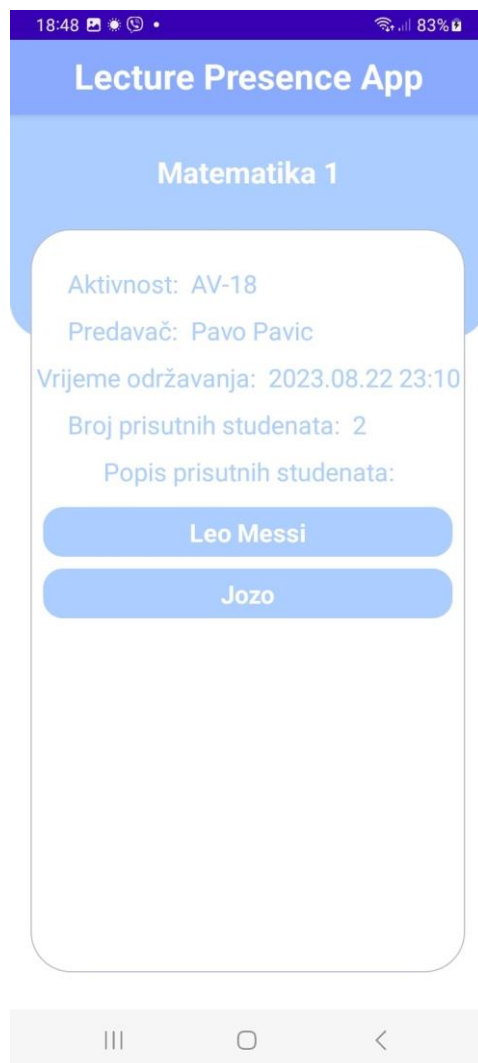 18:48 83%
Lecture Presence App
Matematika 1
Aktivnost: AV-18
Predavač: Pavo Pavic
Vrijeme održavanja: 2023.08.22 23:10
Broj prisutnih studenata: 2
Popis prisutnih studenata:
Leo Messi
Jozo